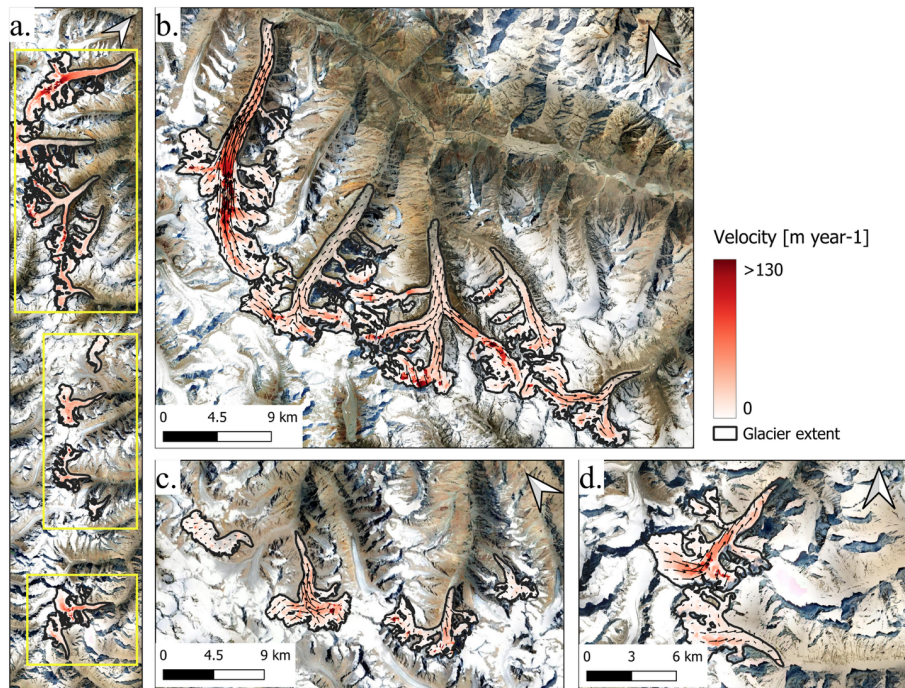 a.
b.
Velocity [m year-1]
>130
0
Glacier extent
0 4.5 9 km
c.
d.
0 4.5 9 km
0 3 6 km